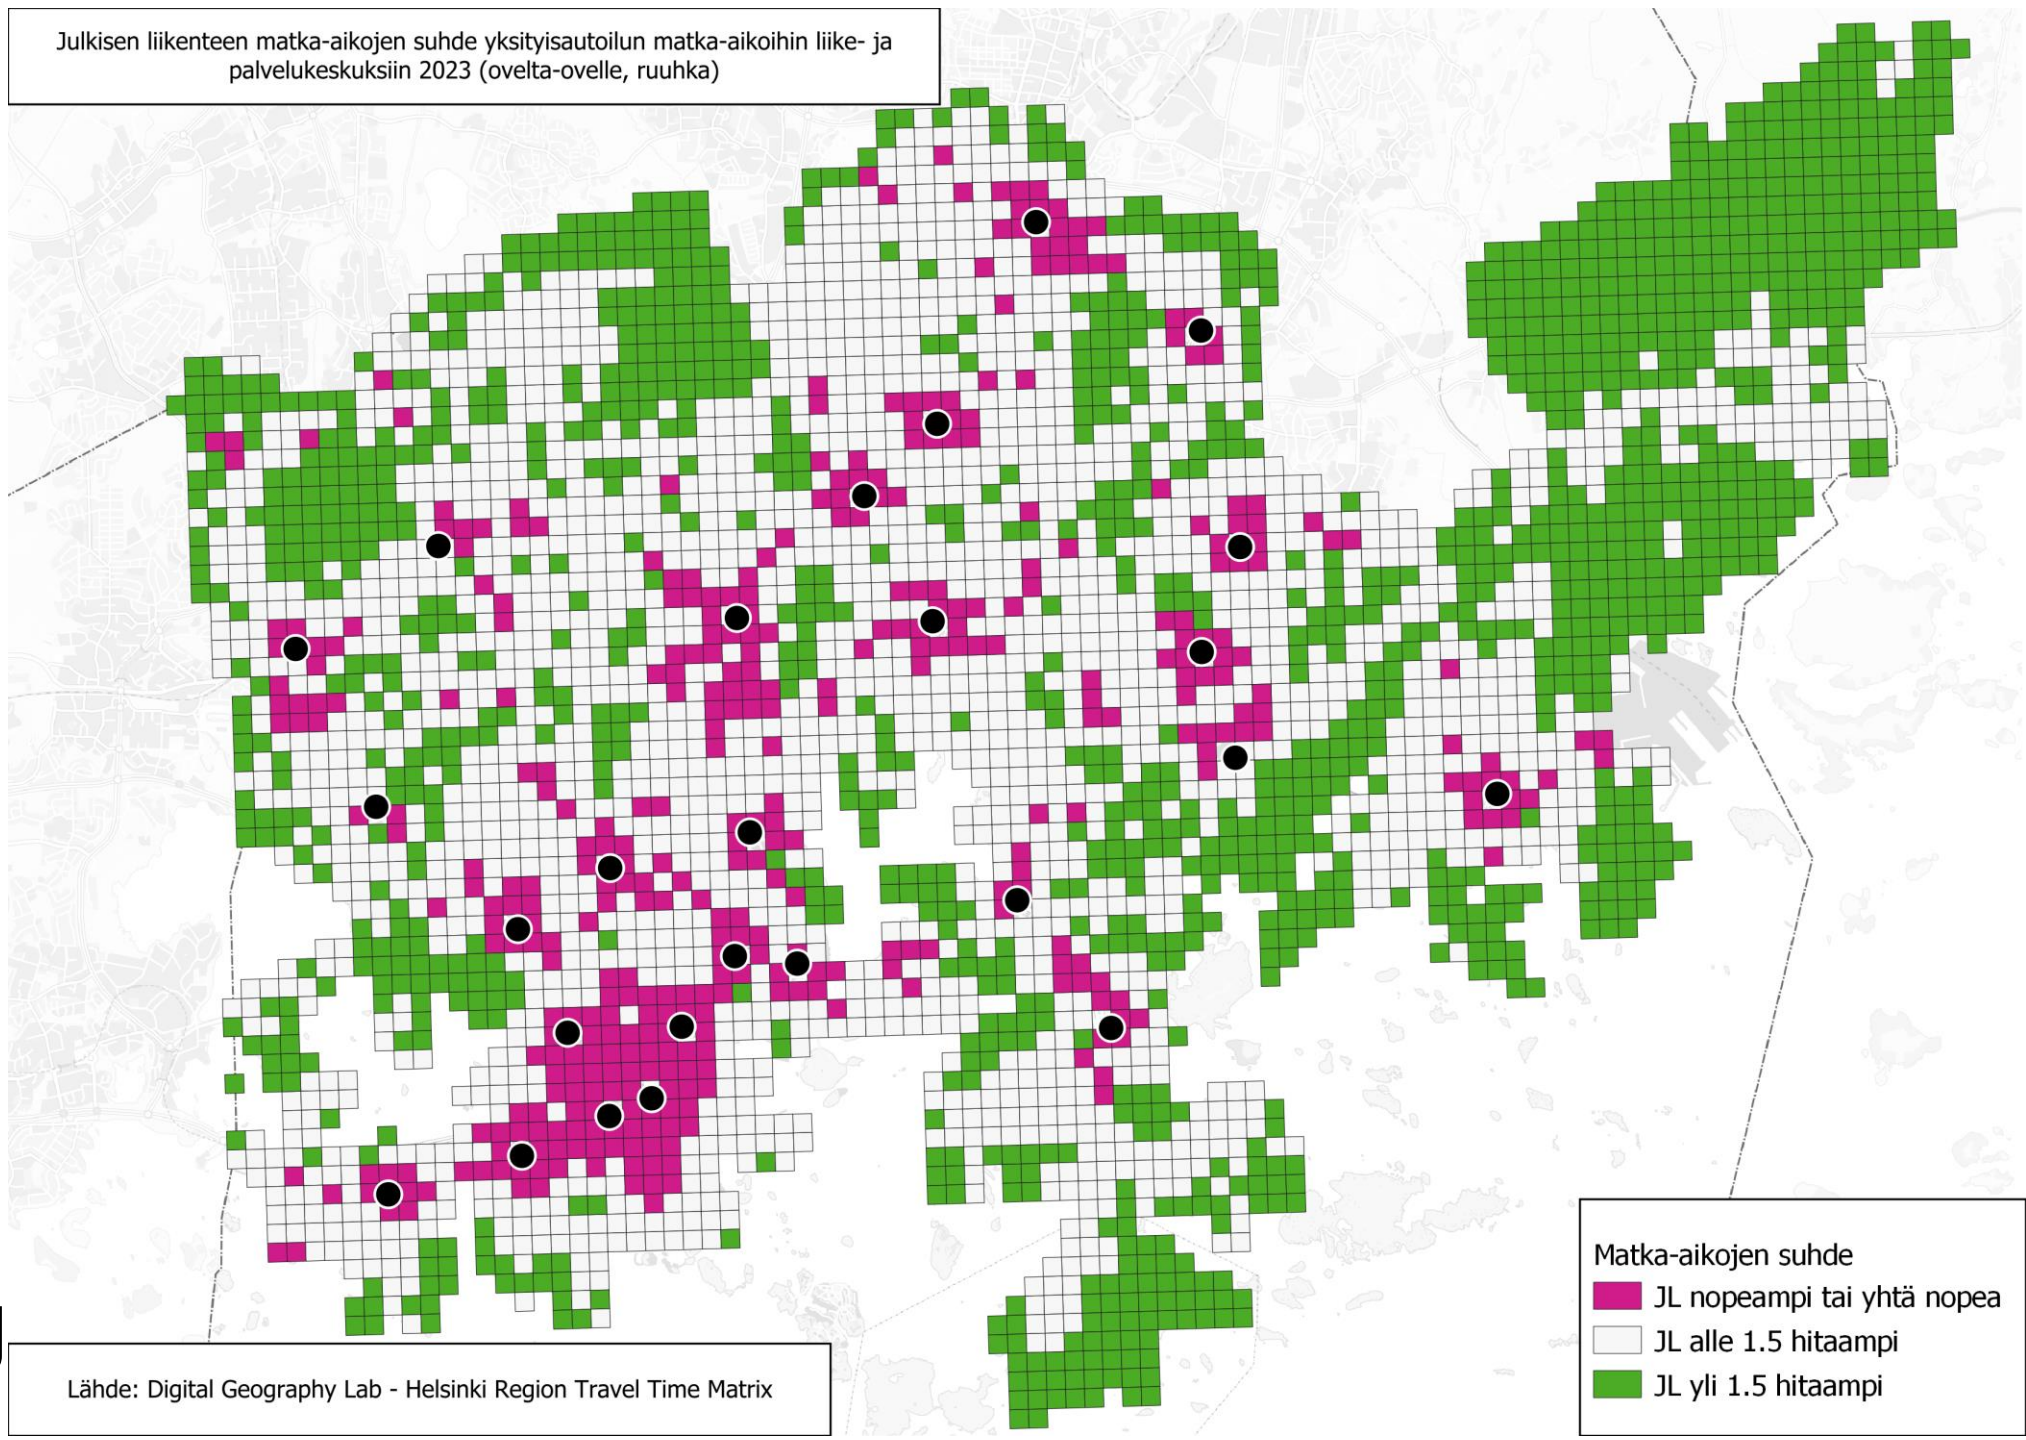 Julkisen liikenteen matka-aikojen suhde yksityisautoilun matka-aikoihin liike- ja
palvelukeskuksiin 2023 (ovelta-ovelle, ruuhka)
Matka-aikojen suhde
JL nopeampi tai yhtä nopea
JL alle 1.5 hitaampi
JL yli 1.5 hitaampi
Lähde: Digital Geography Lab - Helsinki Region Travel Time Matrix